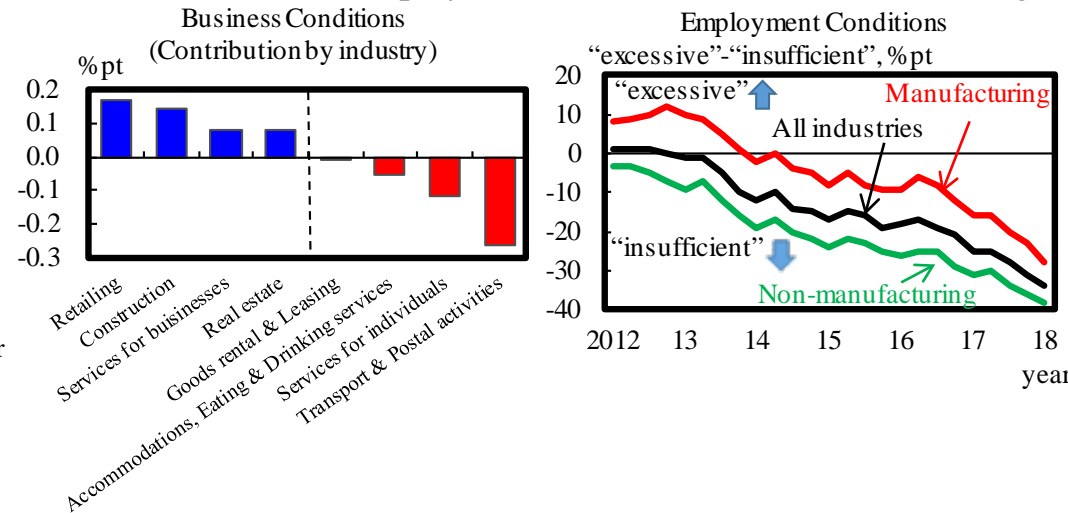 Business Conditions
(Contribution by industry)
%pt
0.2
0.1
0.0
-0.1
-0.2
-0.3
Retailing
Construction
Services for buisinesses
Real estate
Goods rental & Leasing
Accommodations, Eating & Drinking services
Services for individuals
Transport & Postal activities
Employment Conditions
“excessive”-“insufficient”, %pt
20
10
0
-10
-20
-30
-40
“excessive”
Manufacturing
All industries
“insufficient”
Non-manufacturing
2012 13 14 15 16 17 18
year